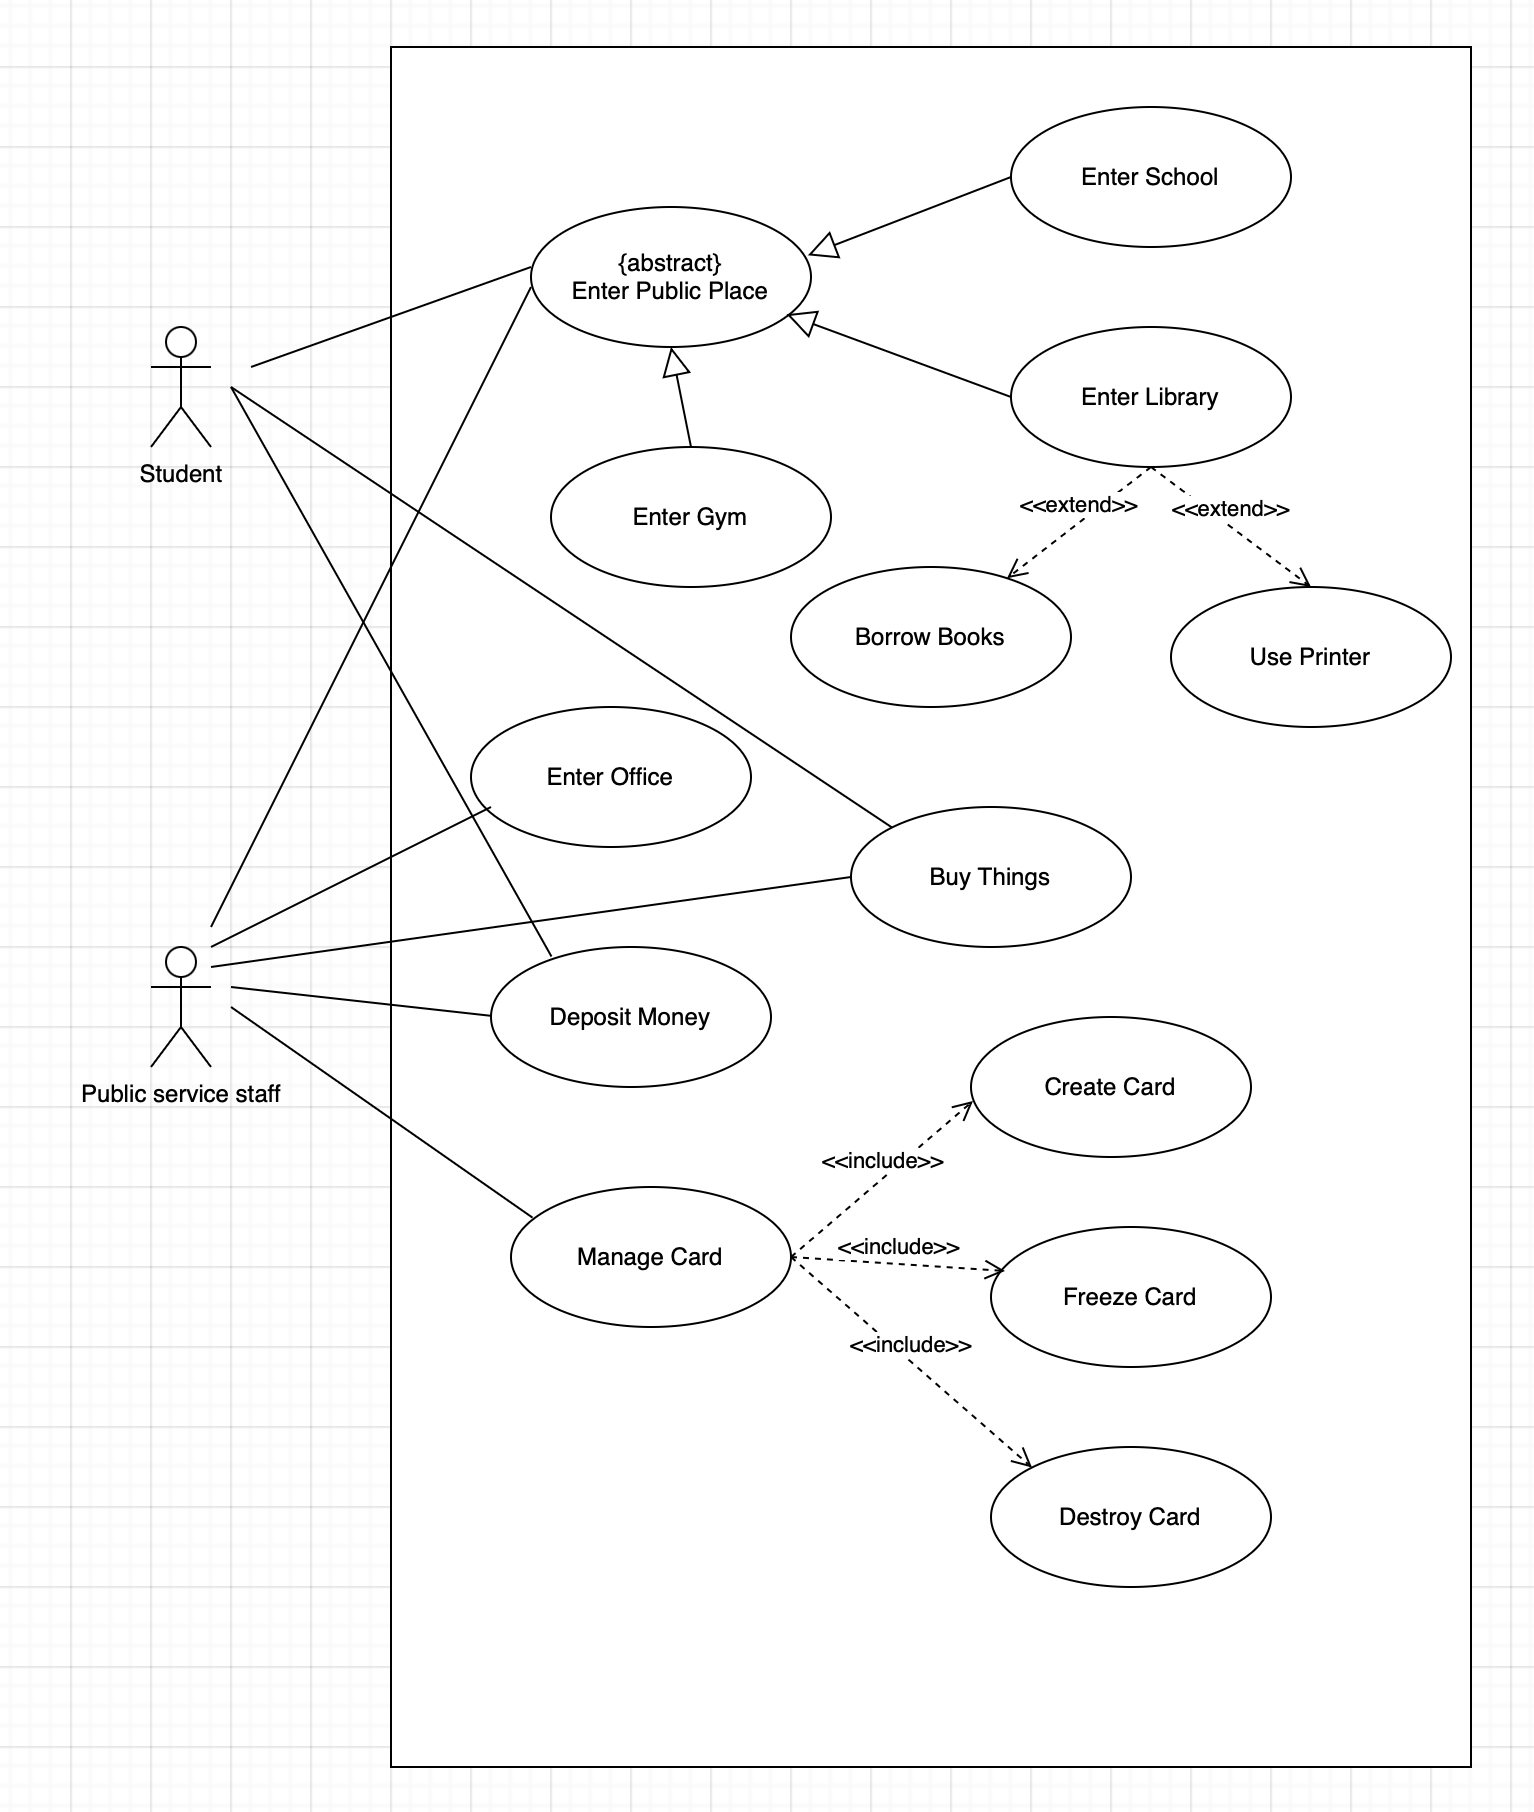 Enter School
{abstract}
Enter Public Place
Enter Library
Student
<<extend>>
<<extend>>
Enter Gym
Borrow Books
Use Printer
Enter Office
Buy Things
Deposit Money
Public service staff
Create Card
<<include>>
Manage Card
<<include>>
Freeze Card
<<include>>
Destroy Card